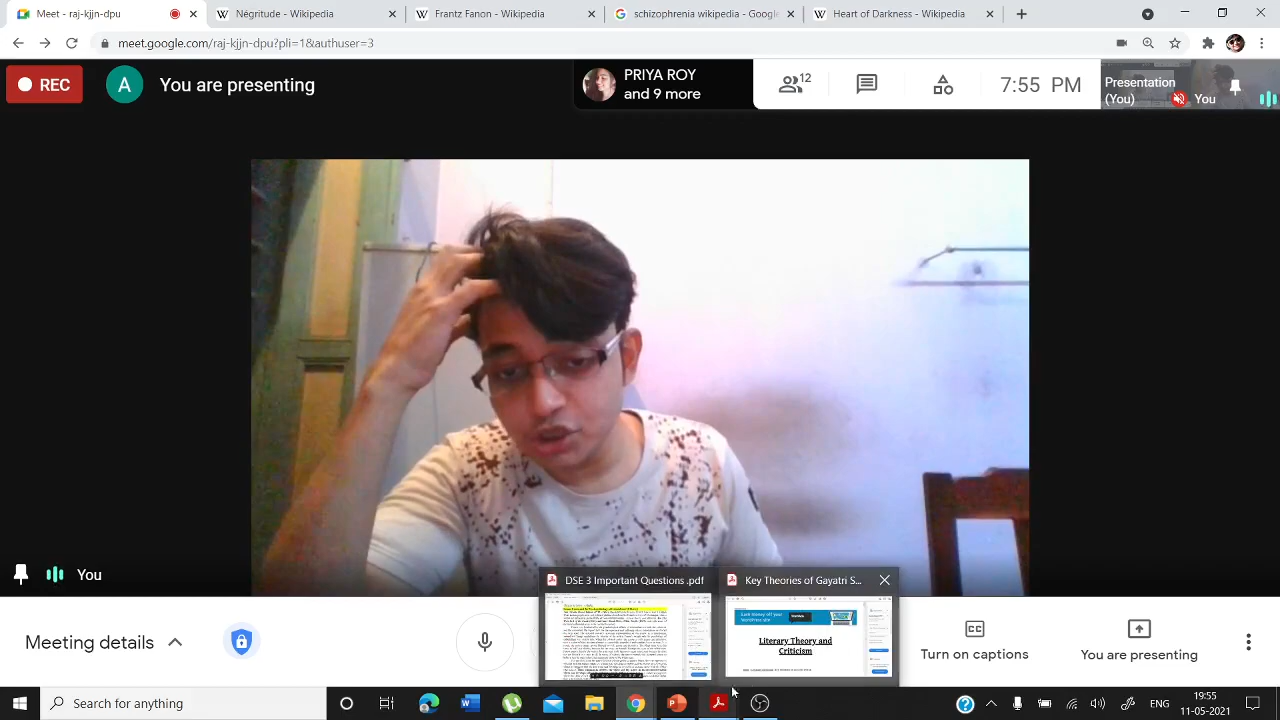 Meet - raj-kjjn-dpu
Négritude - Wikipedia
Frantz Fanon - Wikipedia
schizophrenia wikipedia - Google
Heart of Darkness - Wikipedia
meet.google.com/raj-kjjn-dpu?pli=1&authuser=3
REC
A
You are presenting
PRIYA ROY
and 9 more
12
7:55 PM
Presentation
(You)
You
You
DSE 3 Important Questions .pdf
Key Theories of Gayatri S...
Literary Theory and
Criticism
Meeting details
Turn on captions
You are presenting
Search for anything
ENG
19:55
11-05-2021